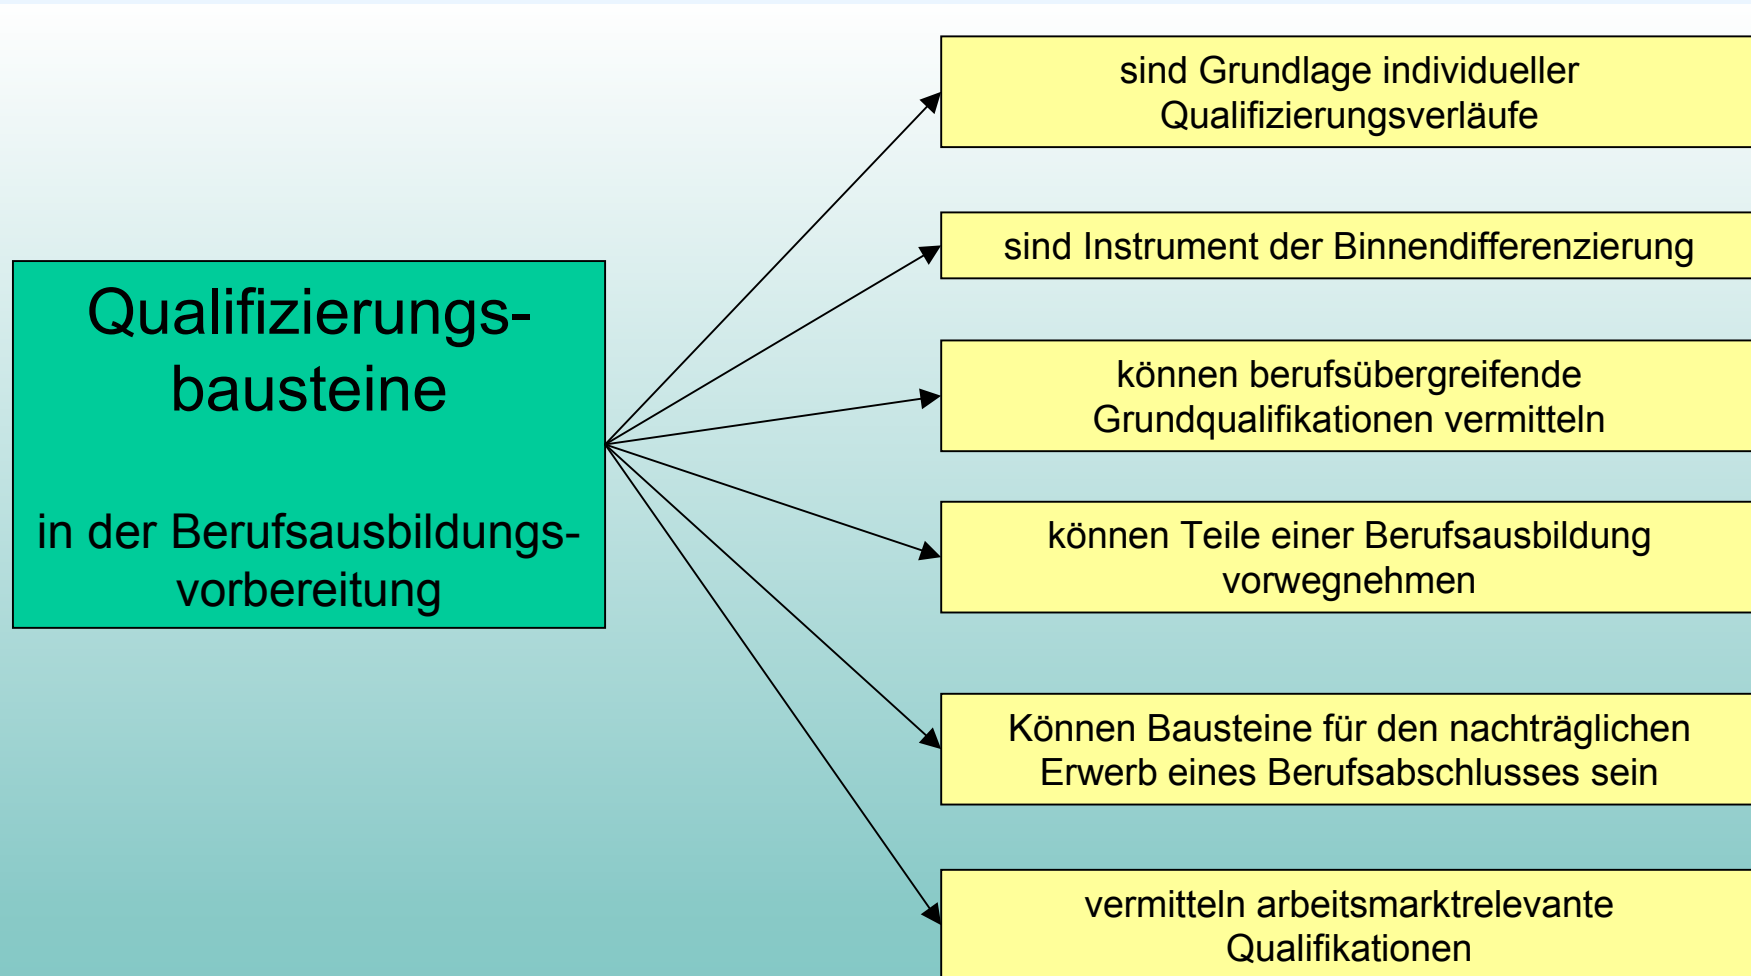 Qualifizierungs-
bausteine
in der Berufsausbildungs-
vorbereitung
sind Grundlage individueller
Qualifizierungsverläufe
sind Instrument der Binnendifferenzierung
können berufsübergreifende
Grundqualifikationen vermitteln
können Teile einer Berufsausbildung
vorwegnehmen
Können Bausteine für den nachträglichen
Erwerb eines Berufsabschlusses sein
vermitteln arbeitsmarktrelevante
Qualifikationen